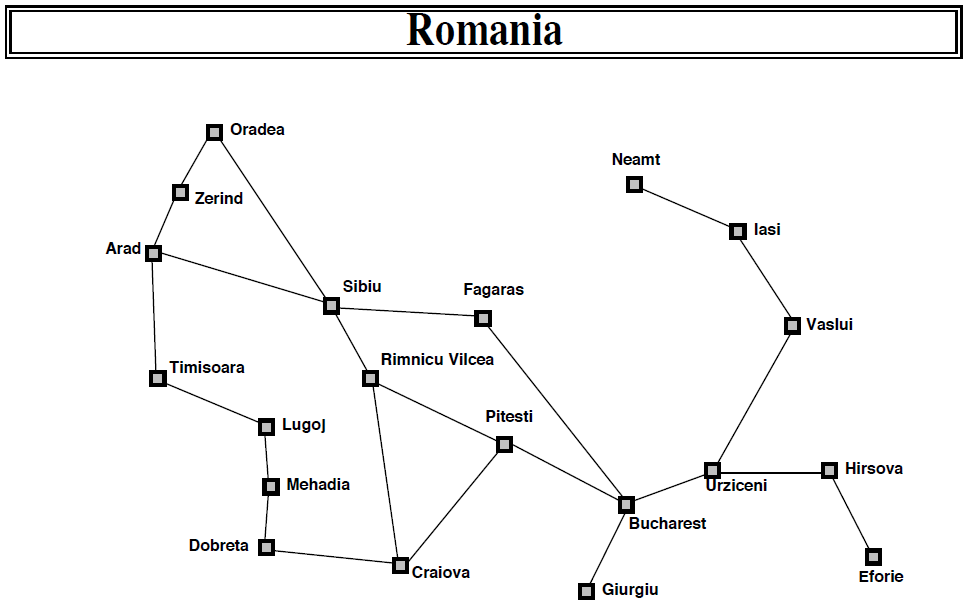 Romania
Oradea
Neamt
Zerind
Iasi
Arad
Sibiu
Fagaras
Vaslui
Rimnicu Vilcea
Timisoara
Pitesti
Lugoj
Hirsova
Mehadia
Urziceni
Bucharest
Dobreta
Craiova
Eforie
Giurgiu